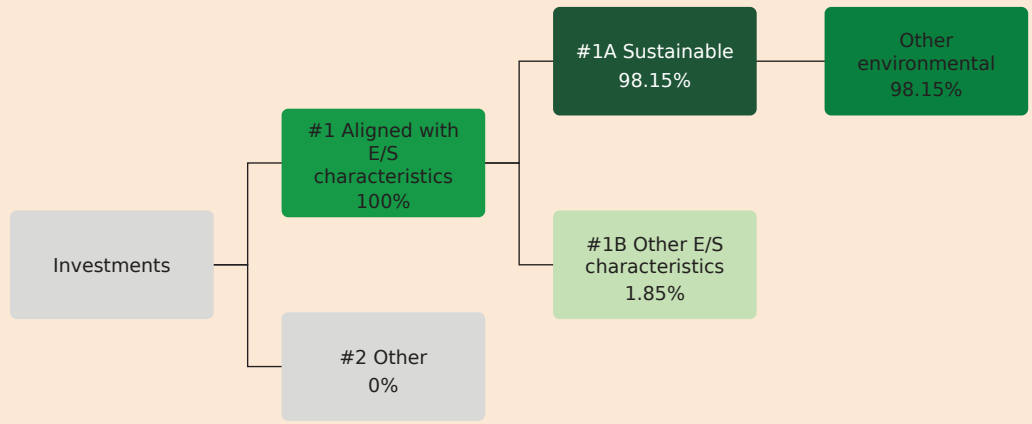 Investments
#1 Aligned with
E/S
characteristics
100%
#2 Other
0%
#1A Sustainable
98.15%
#1B Other E/S
characteristics
1.85%
Other
environmental
98.15%